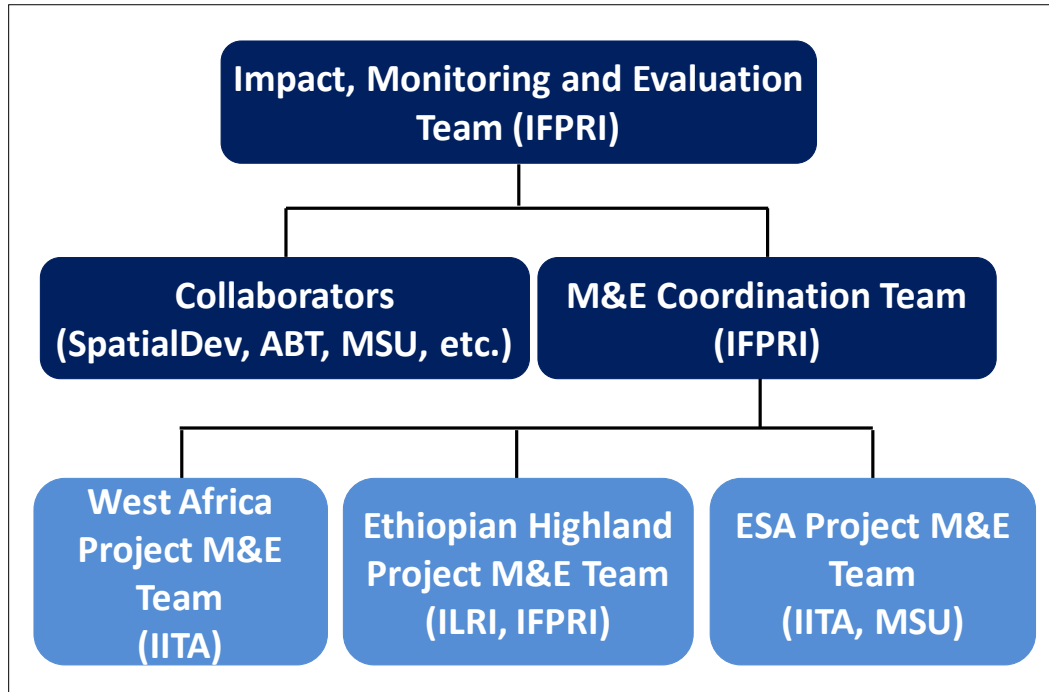 Impact, Monitoring and Evaluation
Team (IFPRI)
Collaborators
(SpatialDev, ABT, MSU, etc.)
M&E Coordination Team
(IFPRI)
West Africa
Project M&E
Team
(IITA)
Ethiopian Highland
Project M&E Team
(ILRI, IFPRI)
ESA Project M&E
Team
(IITA, MSU)